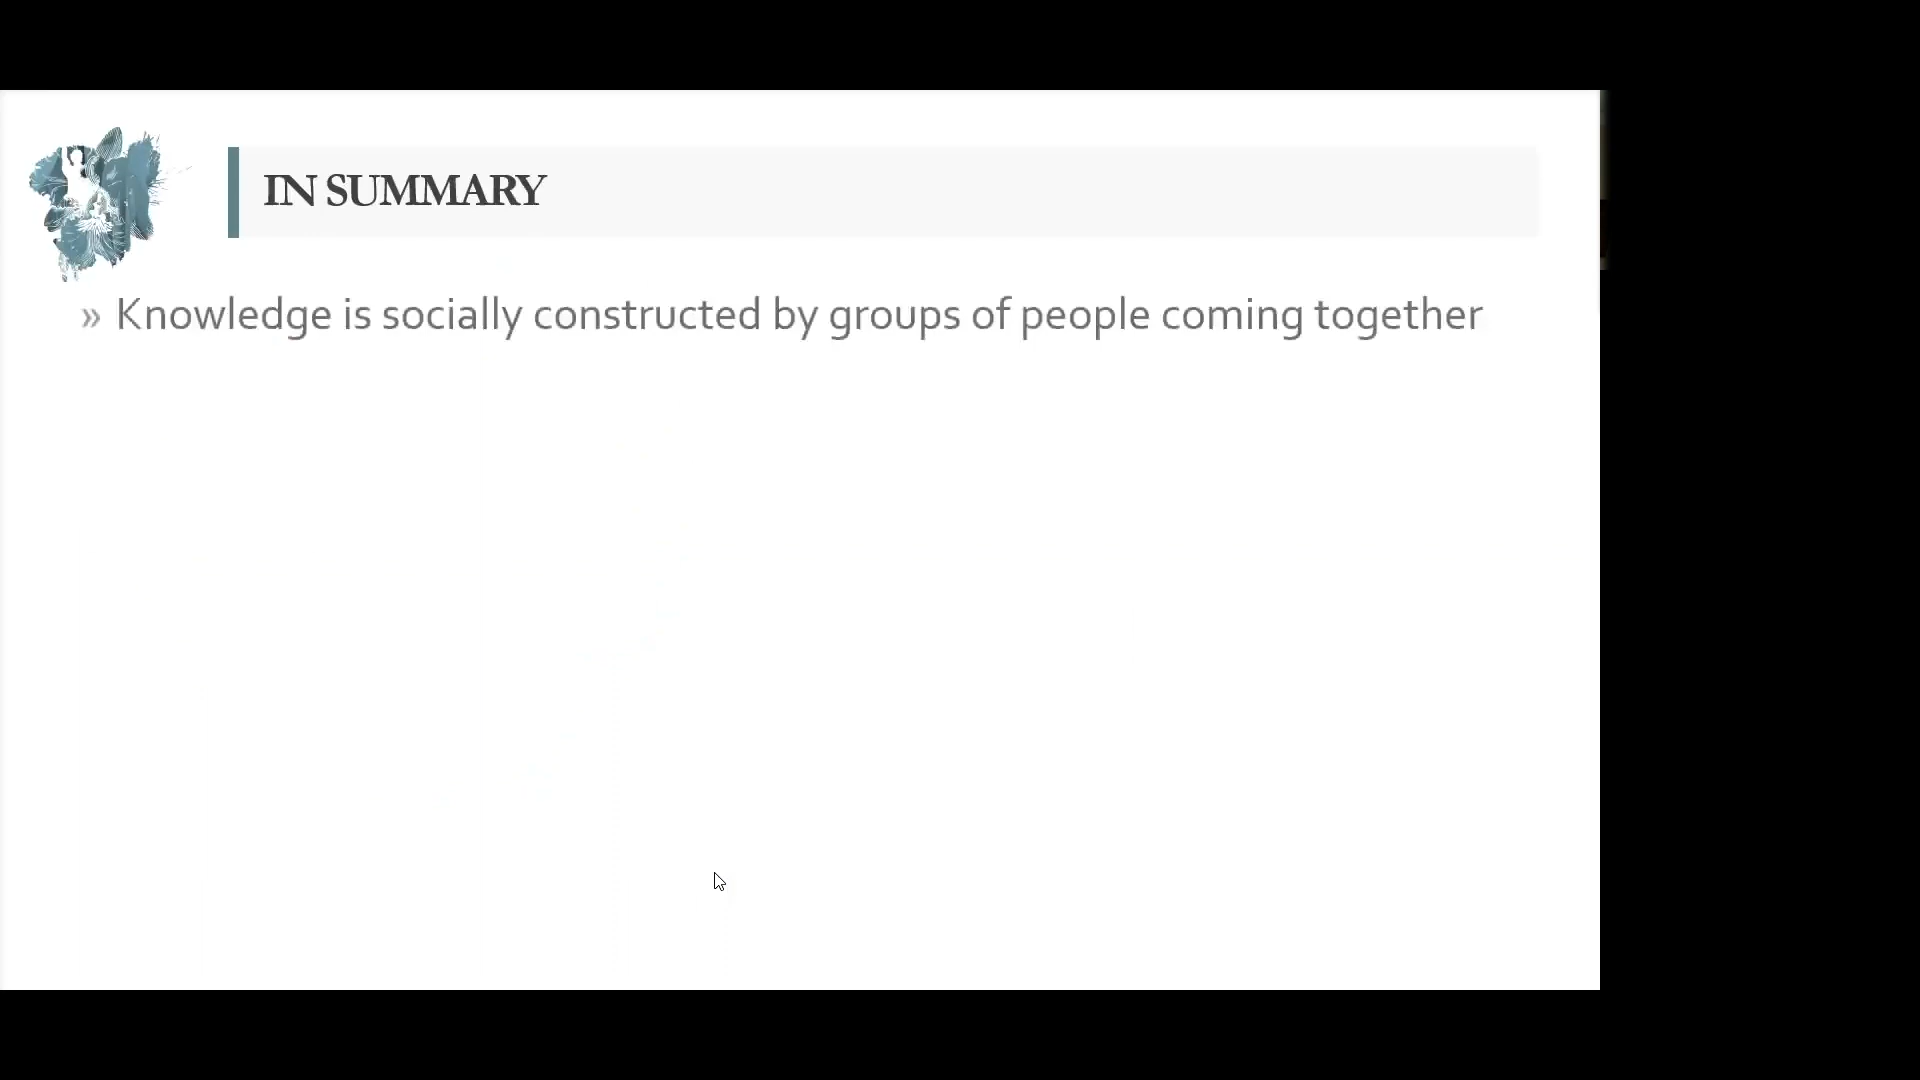 IN SUMMARY
» Knowledge is socially constructed by groups of people coming together